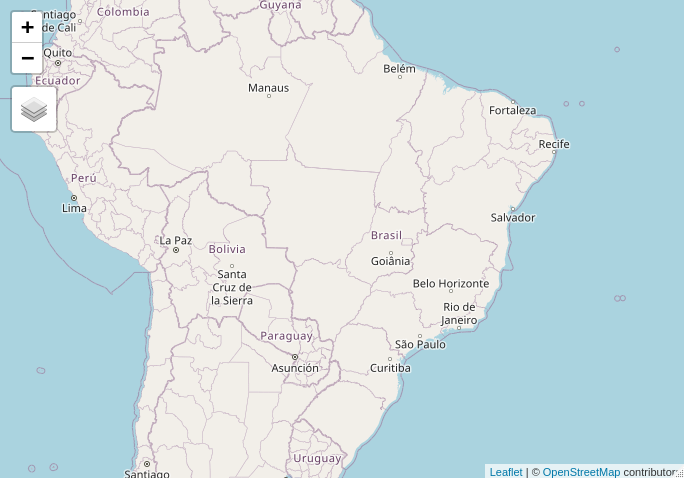 Colombia
Guyana
Santiago
de Cali
+
−
Quito
Ecuador
Belém
Manaus
Fortaleza
Recife
Perú
Lima
Salvador
La Paz
Bolivia
Brasil
Goiânia
Santa
Cruz de
la Sierra
Belo Horizonte
Rio de
Janeiro
Paraguay
São Paulo
Asunción
Curitiba
Uruguay
Santiago
Leaflet | © OpenStreetMap contributors